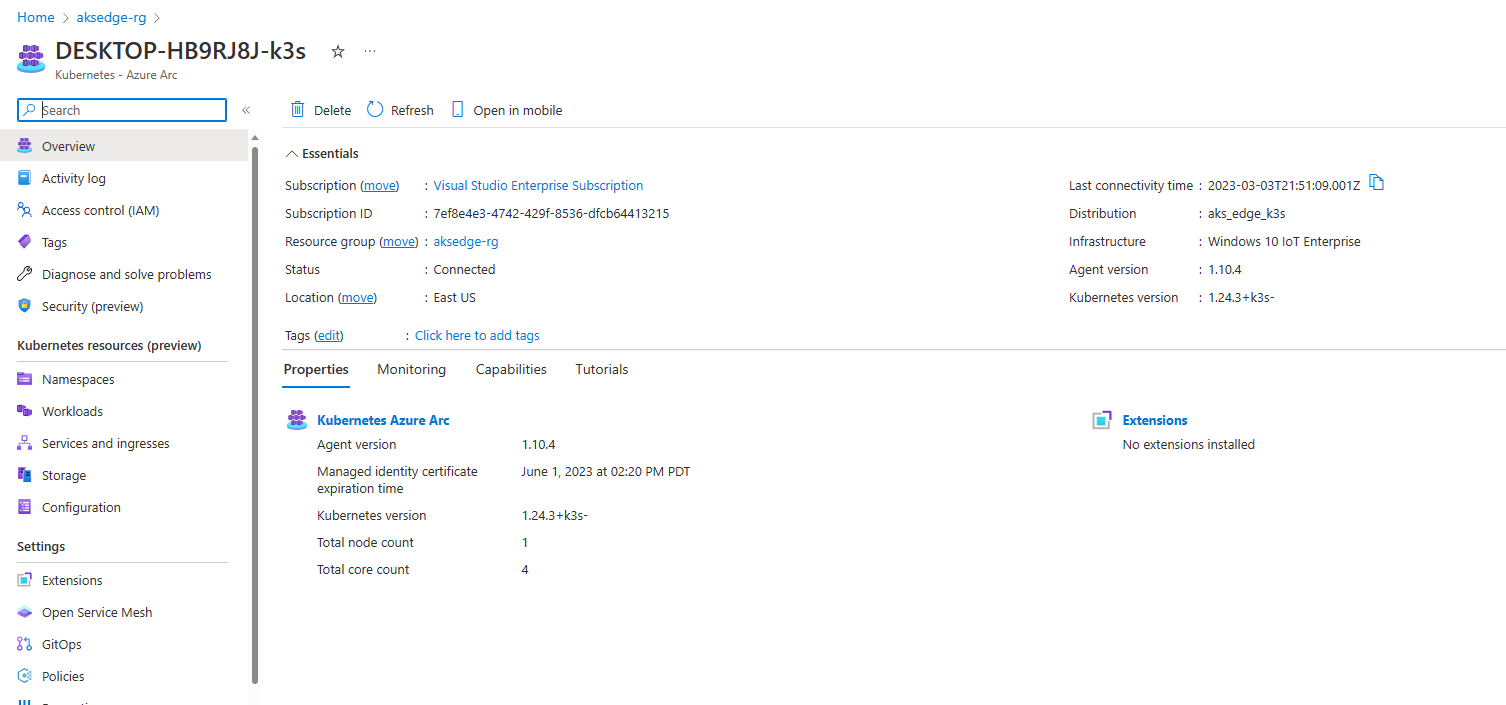 Home > aksedge-rg >
DESKTOP-HB9RJ8J-k3s
Kubernetes - Azure Arc
Search
Overview
Activity log
Access control (IAM)
Tags
Diagnose and solve problems
Security (preview)
Kubernetes resources (preview)
Namespaces
Workloads
Services and ingresses
Storage
Configuration
Settings
Extensions
Open Service Mesh
GitOps
Policies
Delete Refresh Open in mobile
Essentials
Subscription (move) : Visual Studio Enterprise Subscription
Subscription ID : 7ef8e4e3-4742-429f-8536-dfcb64413215
Resource group (move) : aksedge-rg
Status : Connected
Location (move) : East US
Last connectivity time : 2023-03-03T21:51:09.001Z
Distribution : aks_edge_k3s
Infrastructure : Windows 10 IoT Enterprise
Agent version : 1.10.4
Kubernetes version : 1.24.3+k3s-
Tags (edit) : Click here to add tags
Properties Monitoring Capabilities Tutorials
Kubernetes Azure Arc
Agent version 1.10.4
Managed identity certificate
expiration time June 1, 2023 at 02:20 PM PDT
Kubernetes version 1.24.3+k3s-
Total node count 1
Total core count 4
Extensions
No extensions installed